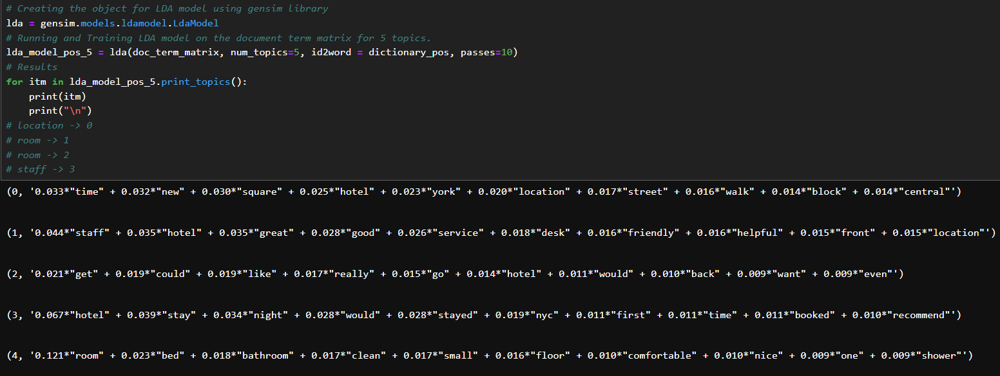 # Creating the object for LDA model using gensim library
lda = gensim.models.ldamodel.LdaModel
# Running and Training LDA model on the document term matrix for 5 topics.
lda_model_pos_5 = lda(doc_term_matrix, num_topics=5, id2word = dictionary_pos, passes=10)
# Results
for itm in lda_model_pos_5.print_topics():
    print(itm)
    print("\n")
# location -> 0
# room -> 1
# room -> 2
# staff -> 3
(0, '0.033*"time" + 0.032*"new" + 0.030*"square" + 0.025*"hotel" + 0.023*"york" + 0.020*"location" + 0.017*"street" + 0.016*"walk" + 0.014*"block" + 0.014*"central"')
(1, '0.044*"staff" + 0.035*"hotel" + 0.035*"great" + 0.028*"good" + 0.026*"service" + 0.018*"desk" + 0.016*"friendly" + 0.016*"helpful" + 0.015*"front" + 0.015*"location"')
(2, '0.021*"get" + 0.019*"could" + 0.019*"like" + 0.017*"really" + 0.015*"go" + 0.014*"hotel" + 0.011*"would" + 0.010*"back" + 0.009*"want" + 0.009*"even"')
(3, '0.067*"hotel" + 0.039*"stay" + 0.034*"night" + 0.028*"would" + 0.028*"stayed" + 0.019*"nyc" + 0.011*"first" + 0.011*"time" + 0.011*"booked" + 0.010*"recommend"')
(4, '0.121*"room" + 0.023*"bed" + 0.018*"bathroom" + 0.017*"clean" + 0.017*"small" + 0.016*"floor" + 0.010*"comfortable" + 0.010*"nice" + 0.009*"one" + 0.009*"shower"')